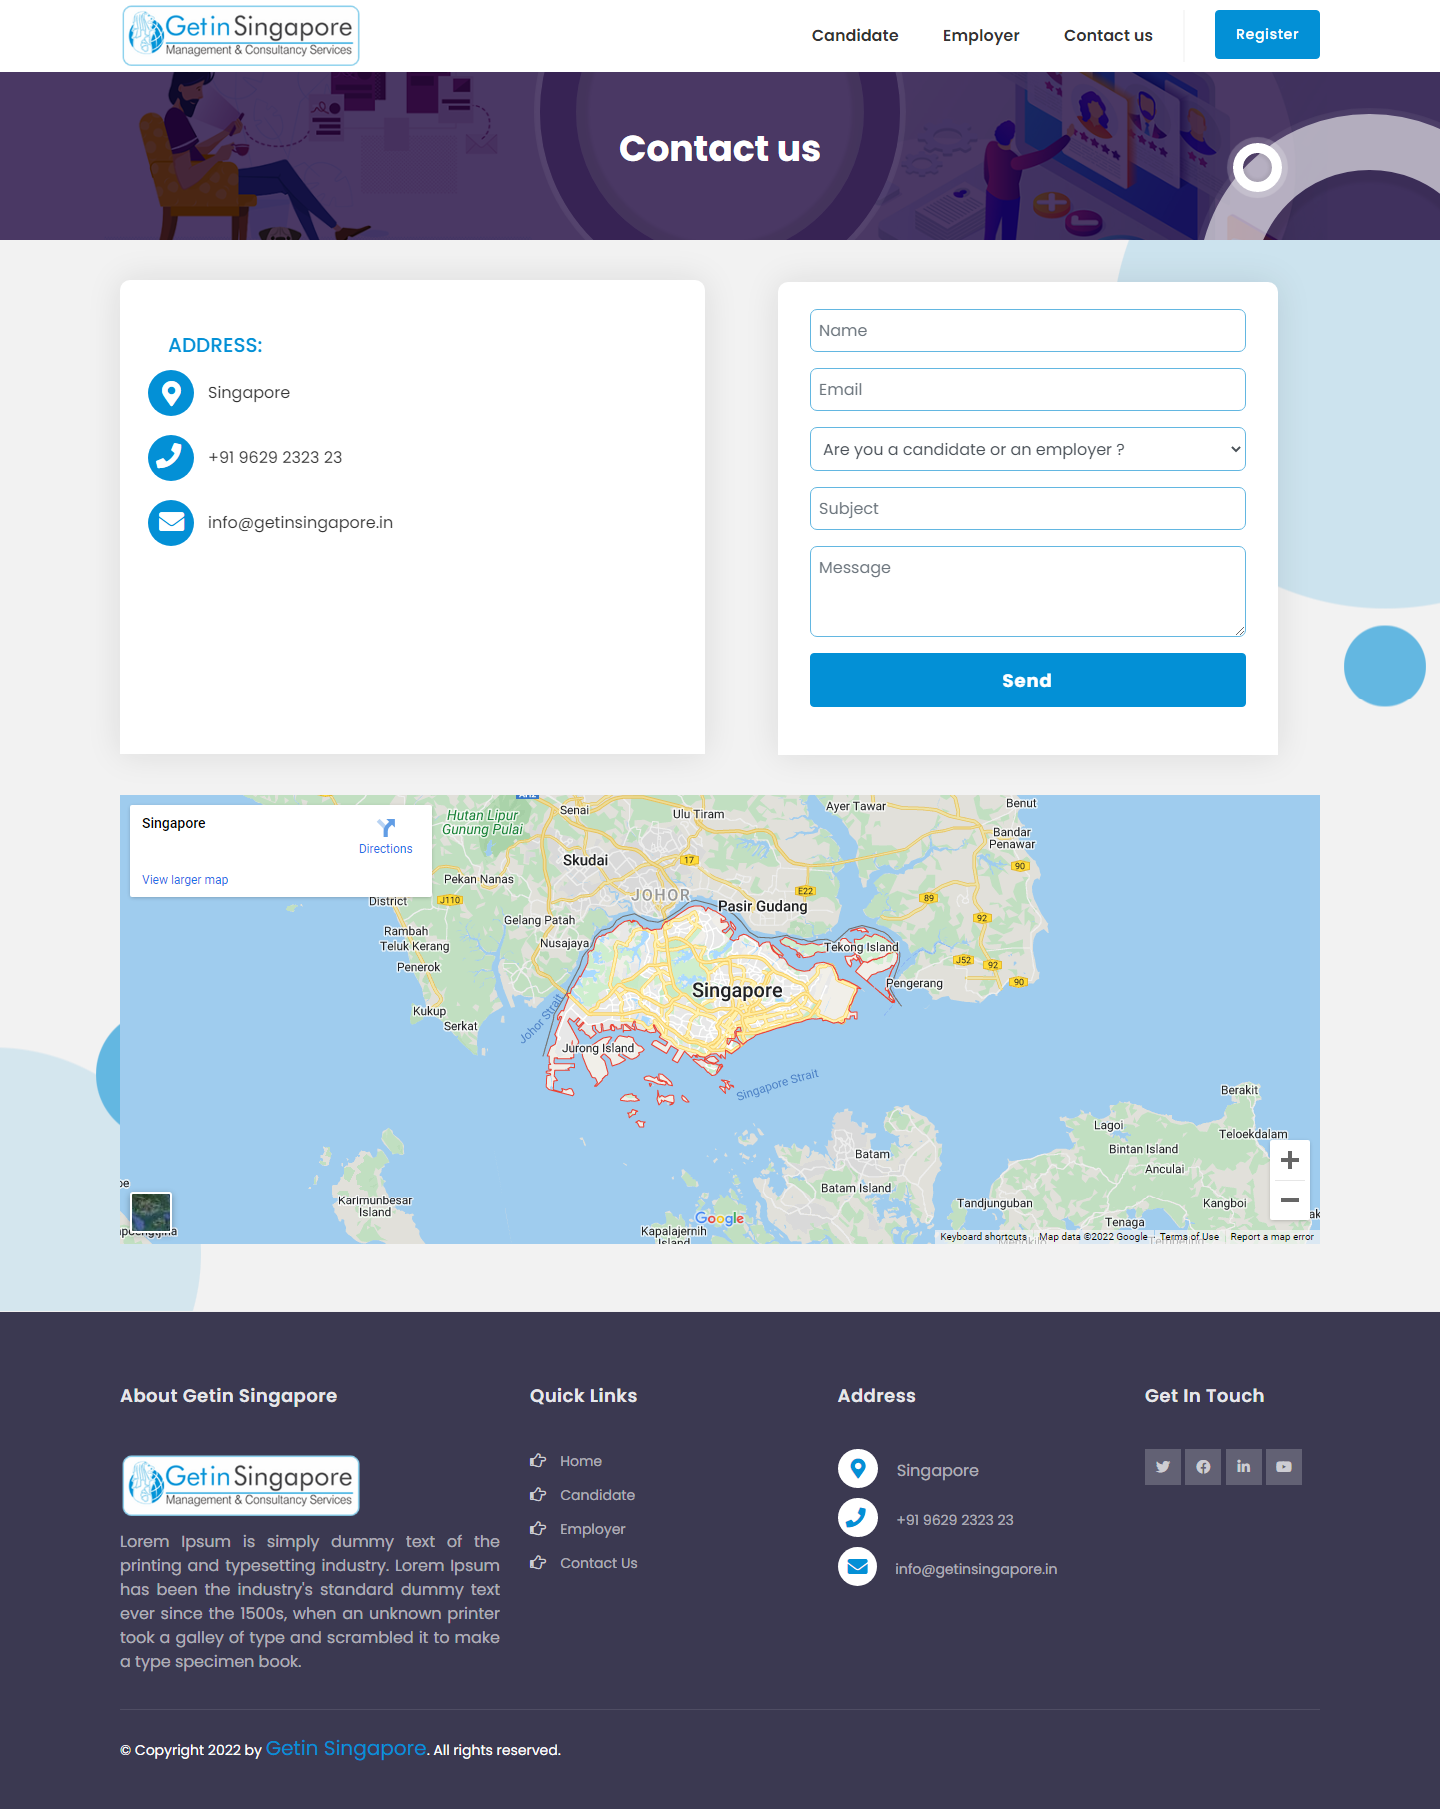 Getin Singapore
Management & Consultancy Services
Candidate
Employer
Contact us
Register
Contact us
ADDRESS:
Singapore
+91 9629 2323 23
info@getinsingapore.in
Name
Email
Are you a candidate or an employer ?
Subject
Message
Send
Singapore
Directions
View larger map
Hutan Lipur
Gunung Pulai
Senai
Ulu Tiram
Ayer Tawar
Benut
Bandar
Penawar
Skudai
17
90
Pekan Nanas
JOHOR
E22
District
J110
Pasir Gudang
89
Gelang Patah
92
Rambah
Teluk Kerang
Nusajaya
Tekong Island
Penerok
J52
92
Singapore
Pengerang
90
Kukup
Serkat
Johor Strait
Jurong Island
Singapore Strait
Berakit
Lagoi
Teloekdalam
Bintan Island
Batam
Anculai
Batam Island
Karimunbesar
Island
Tandjunguban
Kangboi
Google
Tenaga
Kapalajernih
Island
Keyboard shortcuts
Map data ©2022 Google
Terms of Use
Report a map error
About Getin Singapore
Getin Singapore
Management & Consultancy Services
Lorem Ipsum is simply dummy text of the
printing and typesetting industry. Lorem Ipsum
has been the industry's standard dummy text
ever since the 1500s, when an unknown printer
took a galley of type and scrambled it to make
a type specimen book.
Quick Links
Home
Candidate
Employer
Contact Us
Address
Singapore
+91 9629 2323 23
info@getinsingapore.in
Get In Touch
© Copyright 2022 by Getin Singapore. All rights reserved.